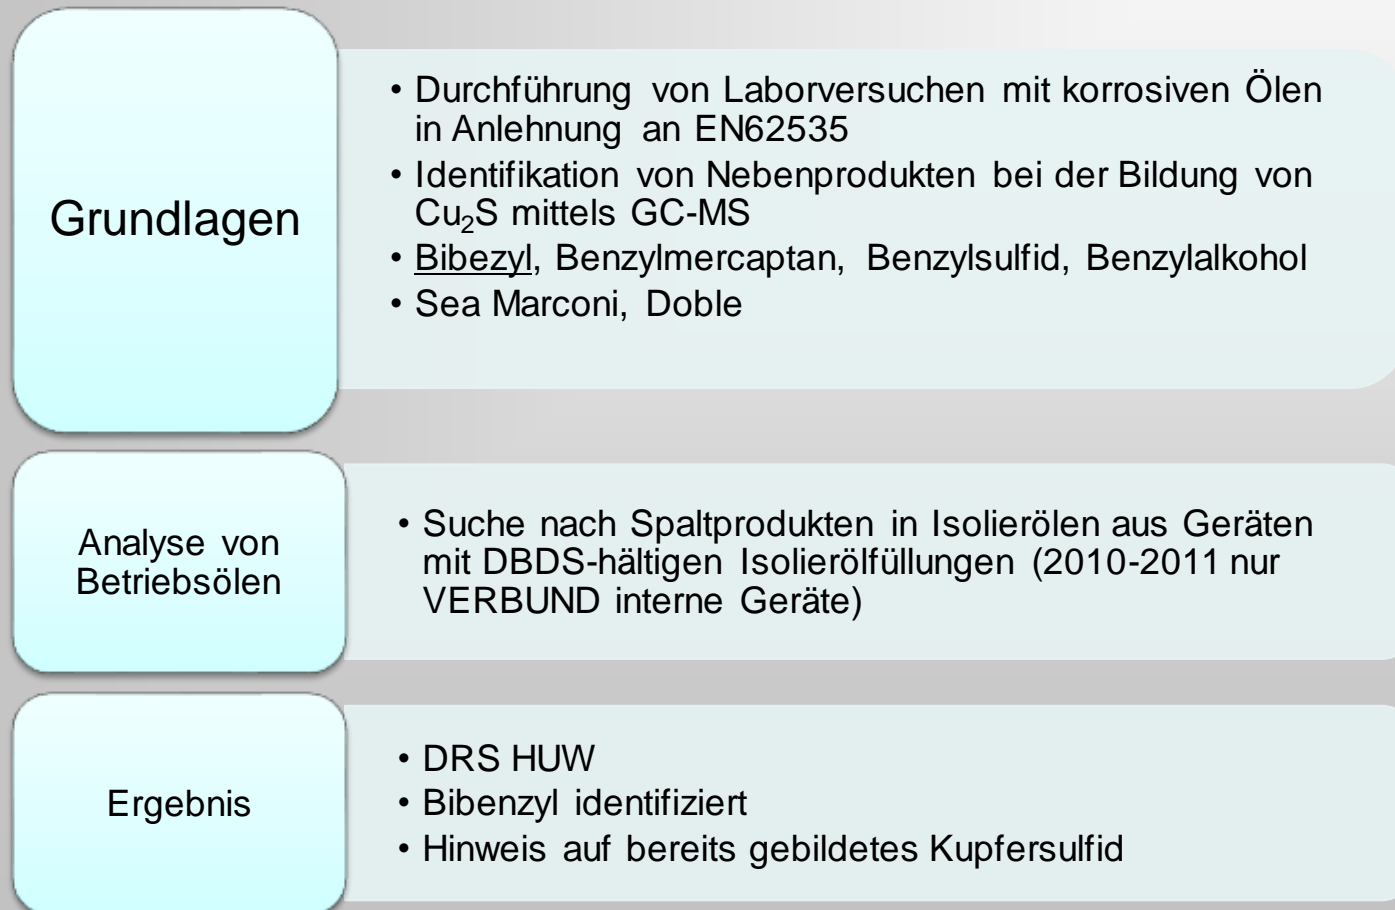 Grundlagen
• Durchführung von Laborversuchen mit korrosiven Ölen
in Anlehnung an EN62535
• Identifikation von Nebenprodukten bei der Bildung von
Cu₂S mittels GC-MS
• Bibezyl, Benzylmercaptan, Benzylsulfid, Benzylalkohol
• Sea Marconi, Doble
Analyse von
Betriebsölen
• Suche nach Spaltprodukten in Isolierölen aus Geräten
mit DBDS-hältigen Isolierölfüllungen (2010-2011 nur
VERBUND interne Geräte)
Ergebnis
• DRS HUW
• Bibenzyl identifiziert
• Hinweis auf bereits gebildetes Kupfersulfid